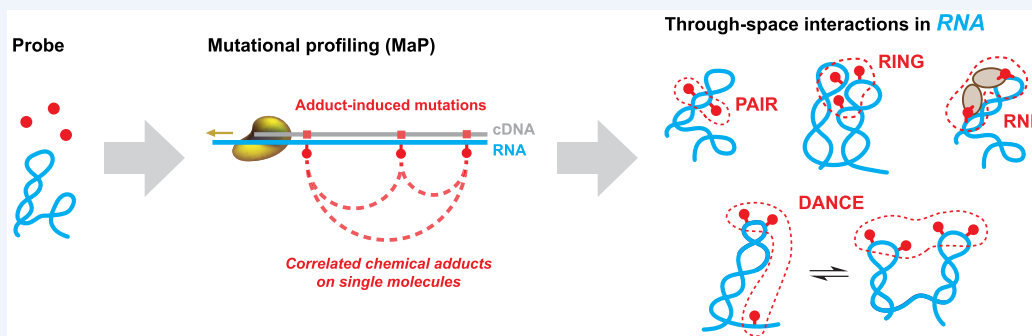 Probe
Mutational profiling (MaP)
Adduct-induced mutations
cDNA
RNA
Correlated chemical adducts
on single molecules
Through-space interactions in RNA
PAIR
RING
DANCE